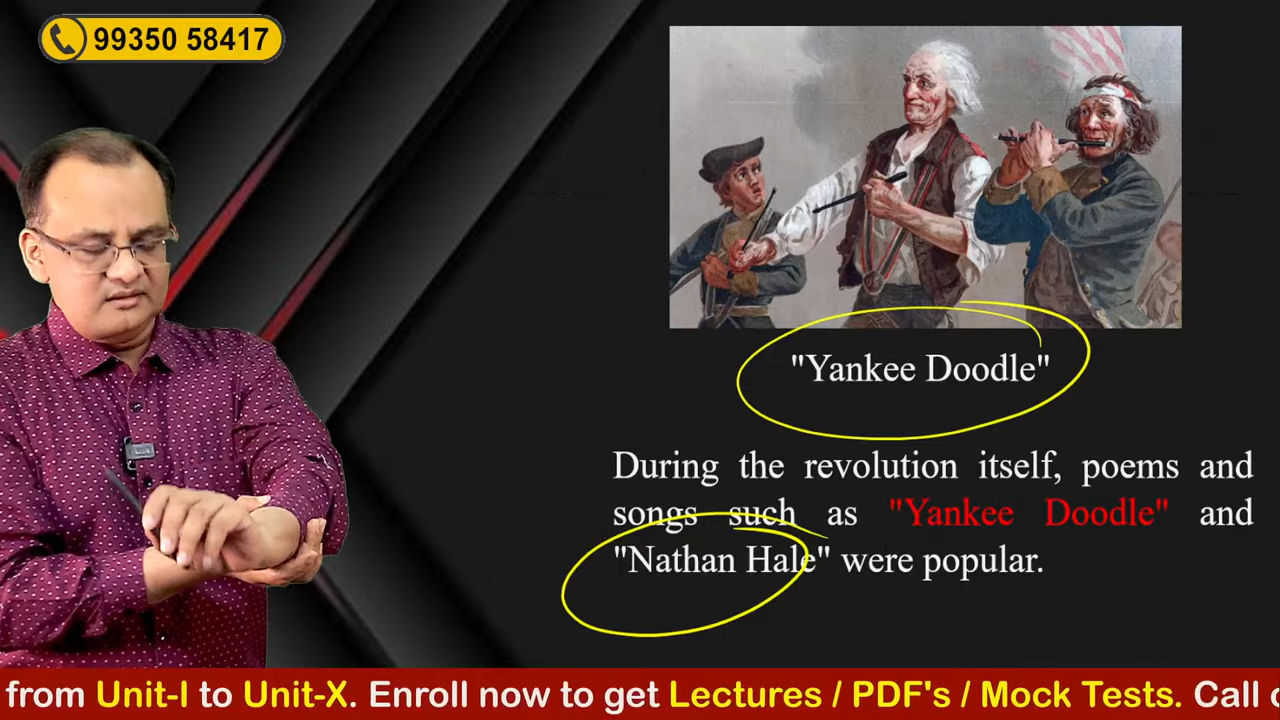 99350 58417
"Yankee Doodle"
During the revolution itself, poems and
songs such as "Yankee Doodle" and
"Nathan Hale" were popular.
from Unit-I to Unit-X. Enroll now to get Lectures / PDF's / Mock Tests. Call